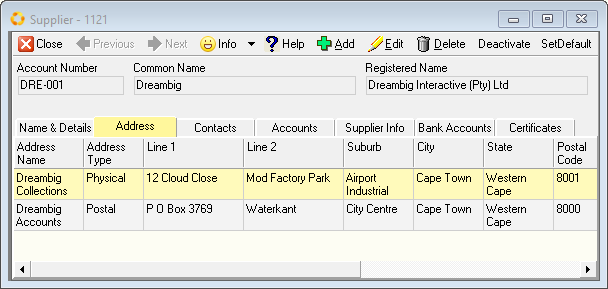 Supplier - 1121
Close Previous Next Info Help Add Edit Delete Deactivate SetDefault
Account Number Common Name Registered Name
DRE-001 Dreambig Dreambig Interactive (Pty) Ltd
Name & Details Address Contacts Accounts Supplier Info Bank Accounts Certificates
Address Address Line 1 Line 2 Suburb City State Postal
Name Type Code
Dreambig Physical 12 Cloud Close Mod Factory Park Airport Cape Town Western 8001
Collections Industrial Cape
Dreambig Postal P O Box 3769 Waterkant City Centre Cape Town Western 8000
Accounts Cape